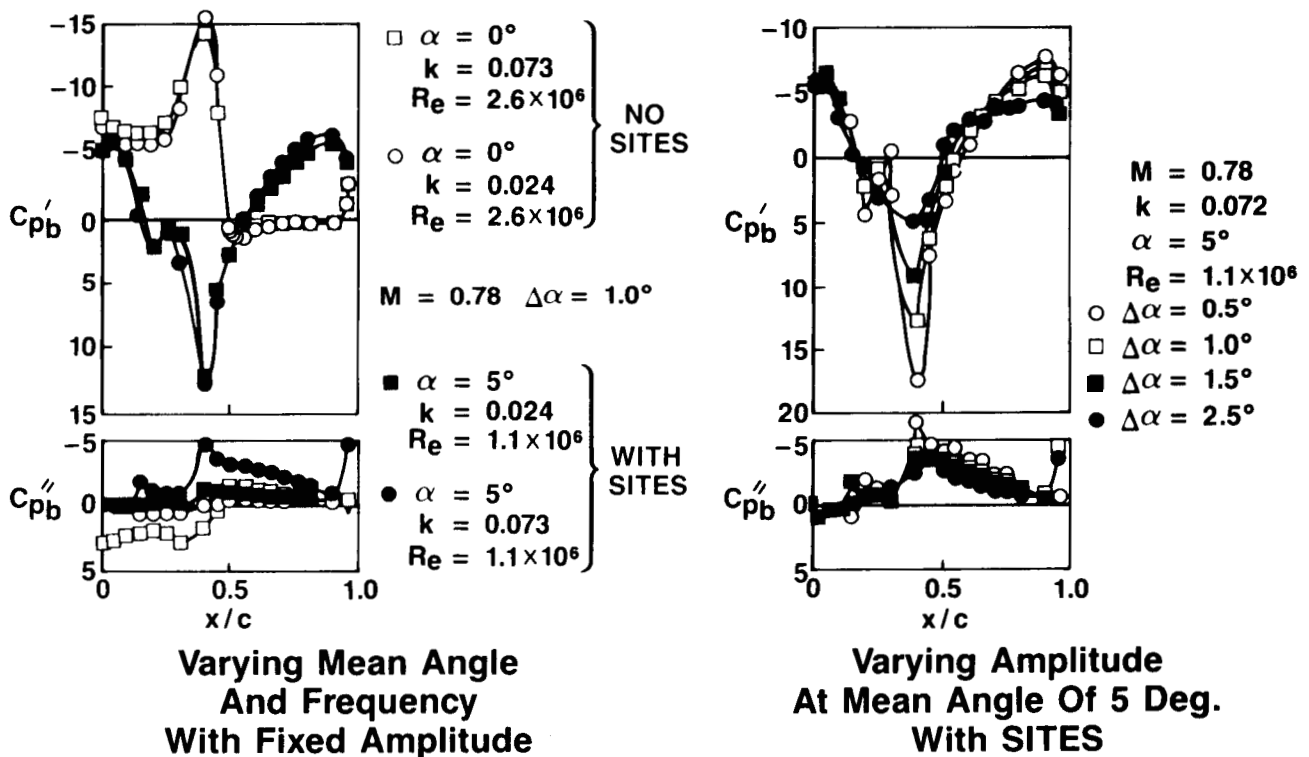 -15
-10
-5
0
5
10
15
Cpb′
-5
0
5
Cpb″
0
0.5
1.0
x/c
□ α = 0°
k = 0.073
Re = 2.6×10⁶
○ α = 0°
k = 0.024
Re = 2.6×10⁶
NO
SITES
M = 0.78 Δα = 1.0°
■ α = 5°
k = 0.024
Re = 1.1×10⁶
● α = 5°
k = 0.073
Re = 1.1×10⁶
WITH
SITES
Varying Mean Angle
And Frequency
With Fixed Amplitude
-10
-5
0
5
10
15
20
Cpb′
-5
0
5
Cpb″
0
0.5
1.0
x/c
M = 0.78
k = 0.072
α = 5°
Re = 1.1×10⁶
○ Δα = 0.5°
□ Δα = 1.0°
■ Δα = 1.5°
● Δα = 2.5°
Varying Amplitude
At Mean Angle Of 5 Deg.
With SITES